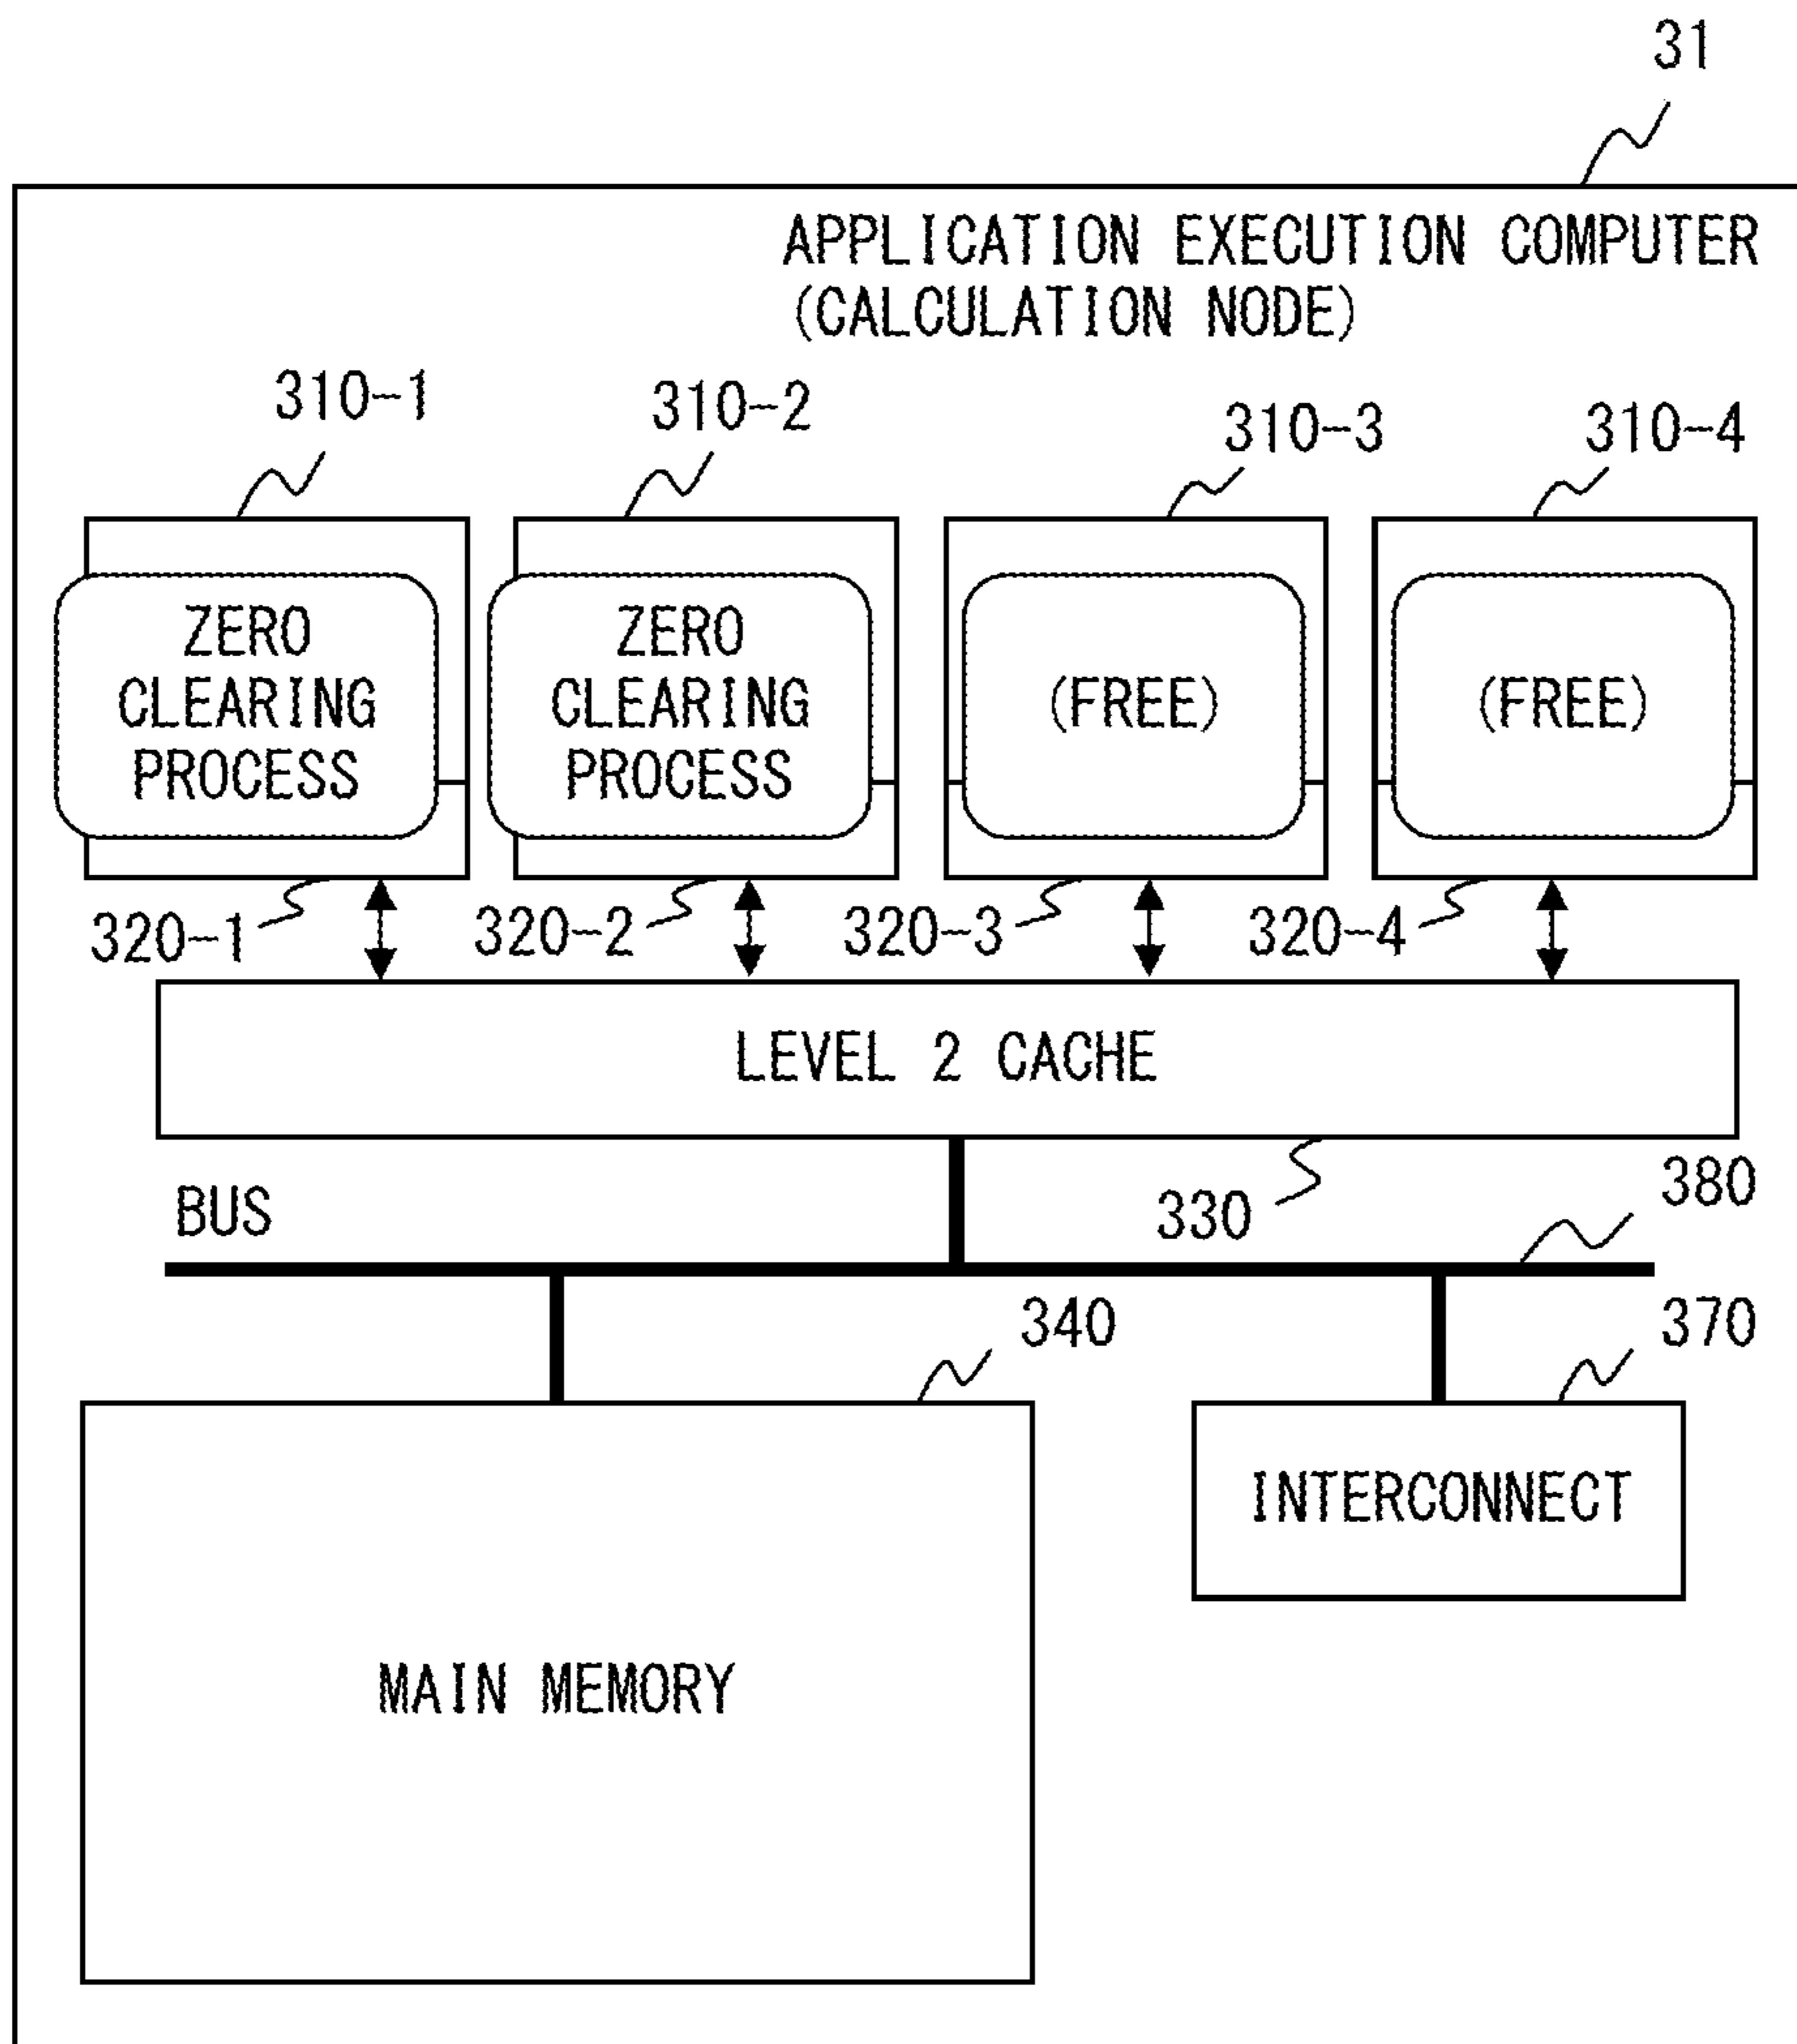 31
APPLICATION EXECUTION COMPUTER
(CALCULATION NODE)
310-1
310-2
310-3
310-4
ZERO
CLEARING
PROCESS
ZERO
CLEARING
PROCESS
(FREE)
(FREE)
320-1
320-2
320-3
320-4
LEVEL 2 CACHE
BUS
330
380
340
370
INTERCONNECT
MAIN MEMORY